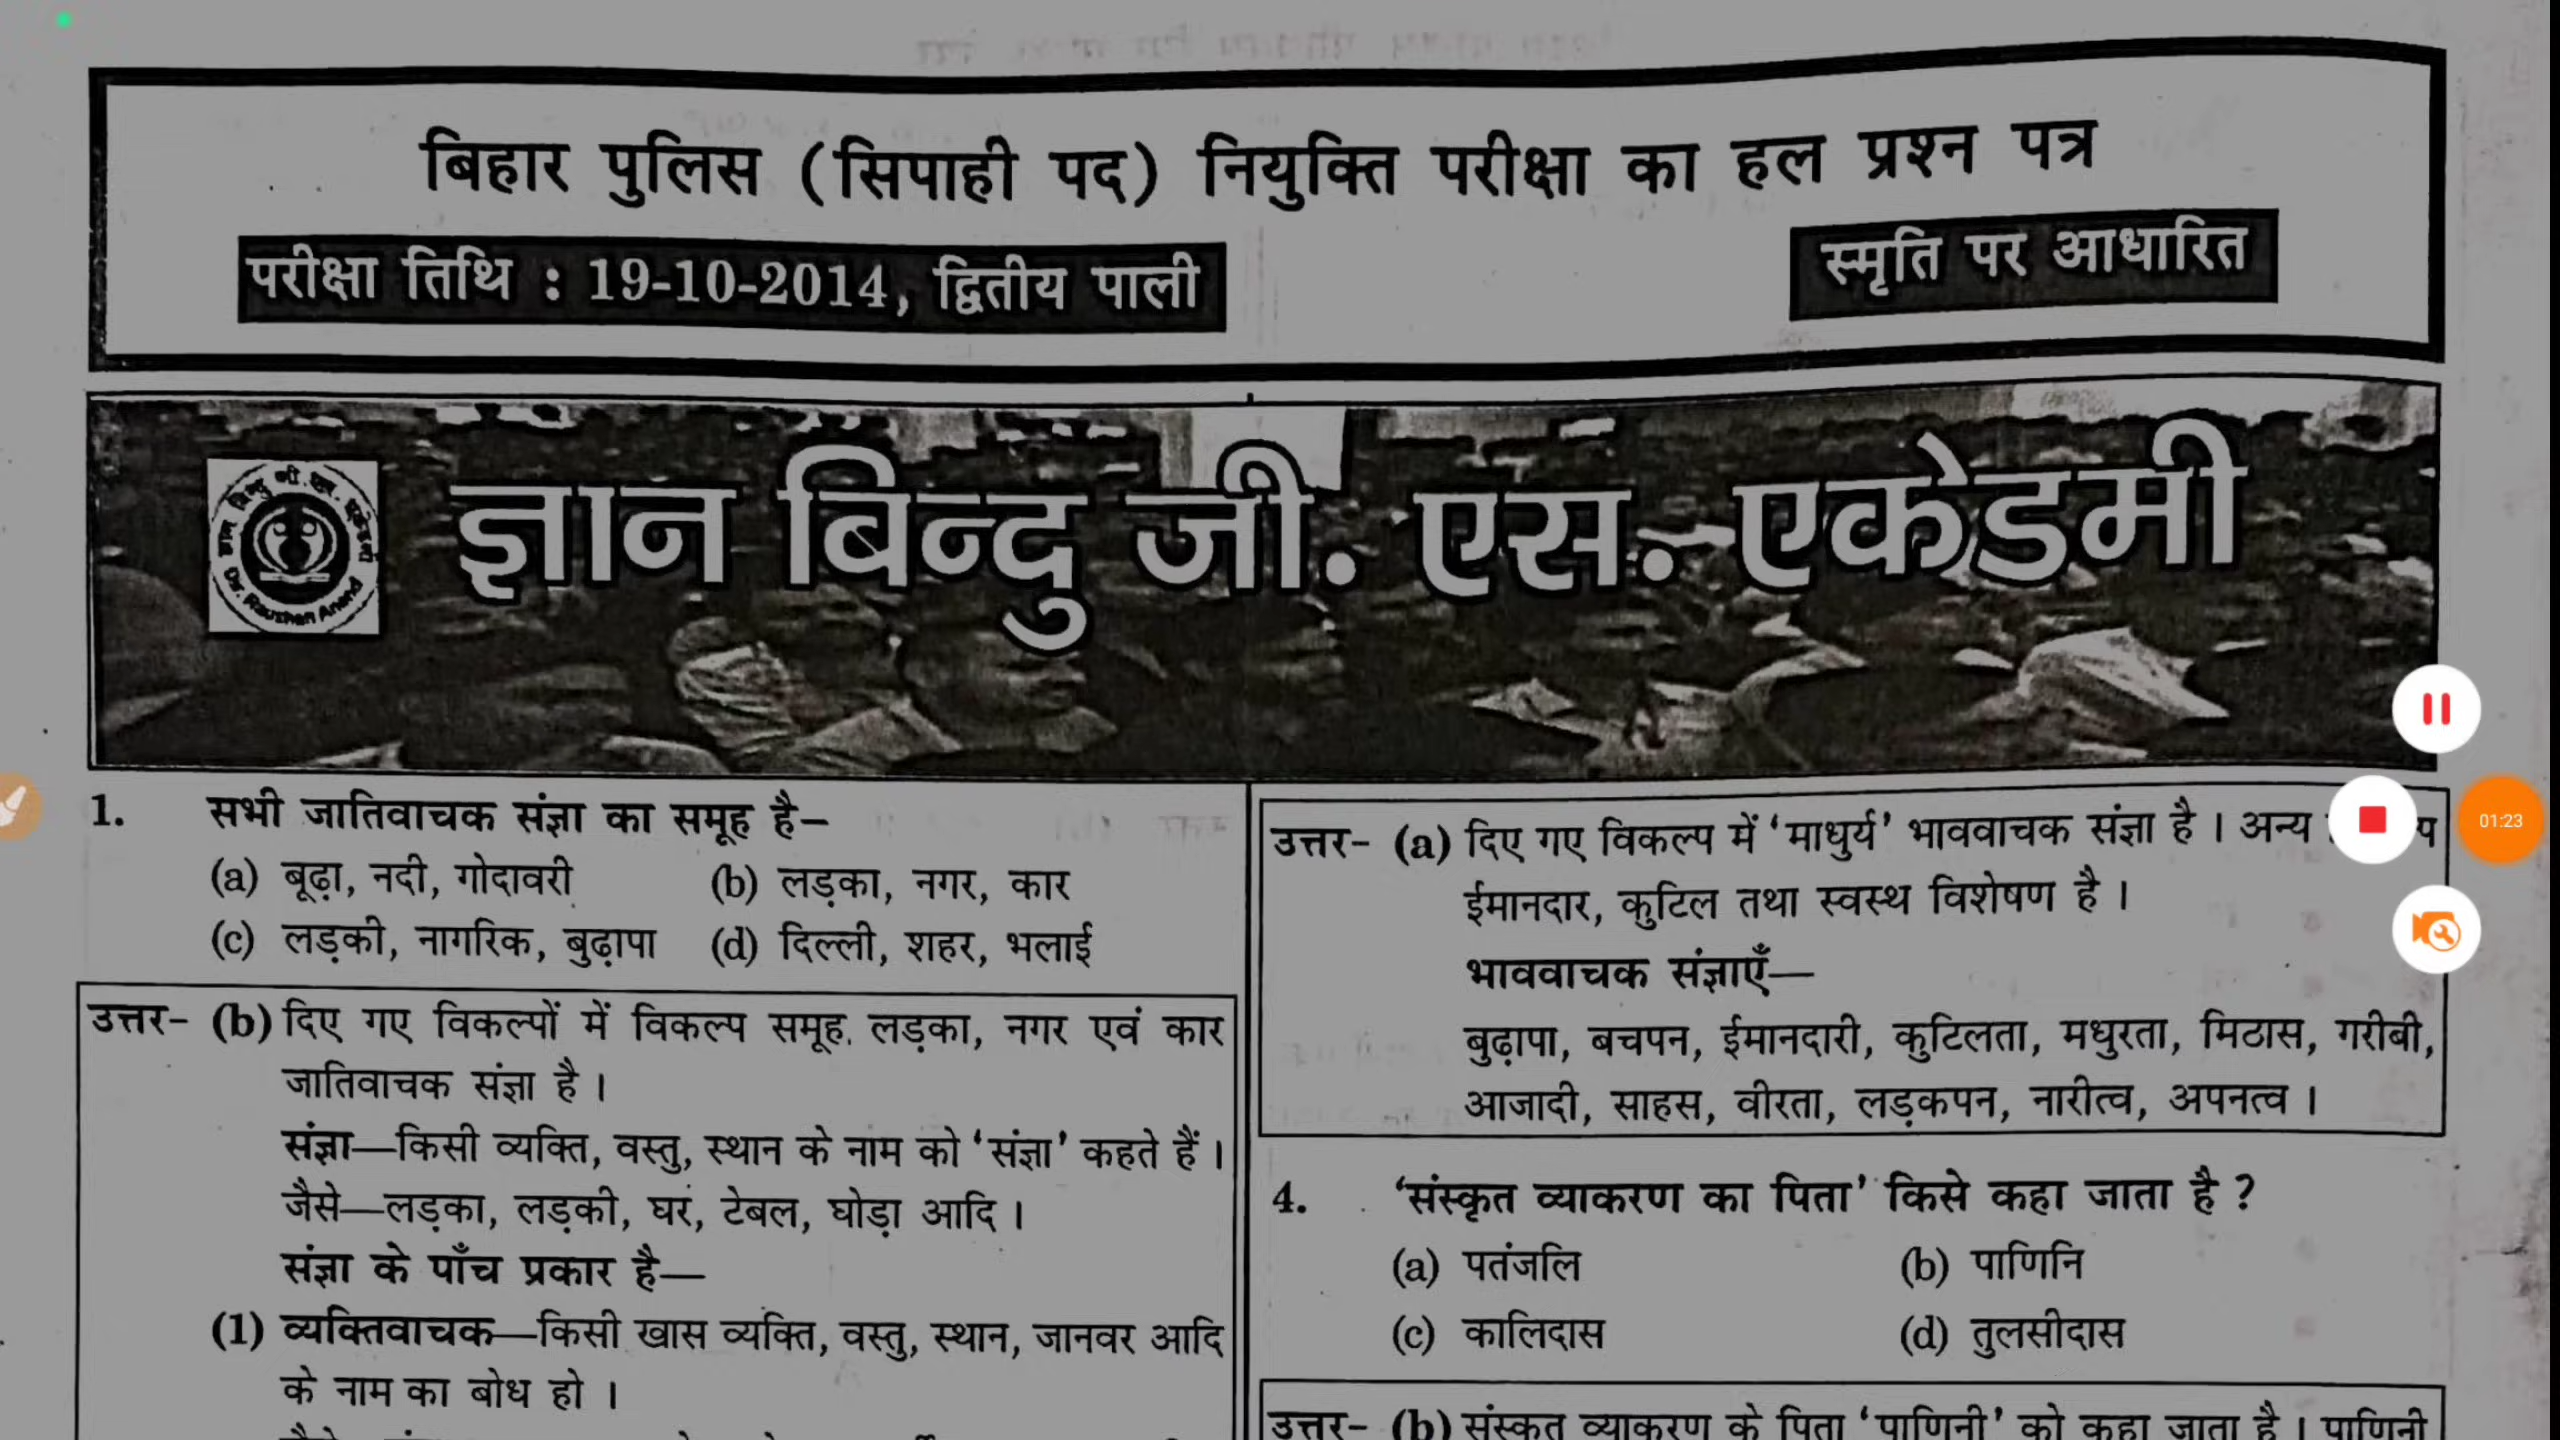 बिहार पुलिस (सिपाही पद) नियुक्ति परीक्षा का हल प्रश्न पत्र
परीक्षा तिथि : 19-10-2014, द्वितीय पाली
स्मृति पर आधारित
ज्ञान बिन्दु जी. एस. एकेडमी
Dr. Raushan Anand
1. सभी जातिवाचक संज्ञा का समूह है–
(a) बूढ़ा, नदी, गोदावरी (b) लड़का, नगर, कार
(c) लड़की, नागरिक, बुढ़ापा (d) दिल्ली, शहर, भलाई
उत्तर- (b) दिए गए विकल्पों में विकल्प समूह लड़का, नगर एवं कार
जातिवाचक संज्ञा है ।
संज्ञा—किसी व्यक्ति, वस्तु, स्थान के नाम को ‘संज्ञा’ कहते हैं ।
जैसे—लड़का, लड़की, घर, टेबल, घोड़ा आदि ।
संज्ञा के पाँच प्रकार है—
(1) व्यक्तिवाचक—किसी खास व्यक्ति, वस्तु, स्थान, जानवर आदि
के नाम का बोध हो ।
उत्तर- (a) दिए गए विकल्प में ‘माधुर्य’ भाववाचक संज्ञा है । अन्य
ईमानदार, कुटिल तथा स्वस्थ विशेषण है ।
भाववाचक संज्ञाएँ—
बुढ़ापा, बचपन, ईमानदारी, कुटिलता, मधुरता, मिठास, गरीबी,
आजादी, साहस, वीरता, लड़कपन, नारीत्व, अपनत्व ।
4. ‘संस्कृत व्याकरण का पिता’ किसे कहा जाता है ?
(a) पतंजलि (b) पाणिनि
(c) कालिदास (d) तुलसीदास
उत्तर- (b) संस्कृत व्याकरण के पिता ‘पाणिनी’ को कहा जाता है । पाणिनी
01:23